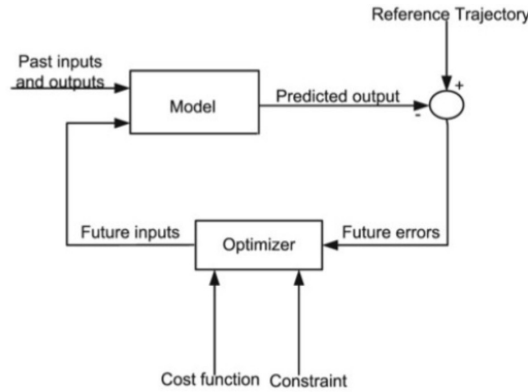 Reference Trajectory
Past inputs
and outputs
+
Model
Predicted output
-
Future inputs
Optimizer
Future errors
Cost function
Constraint